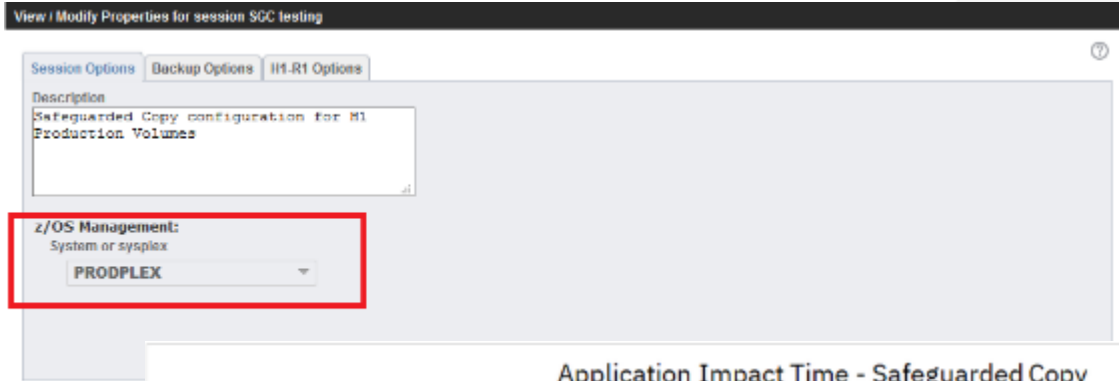 View / Modify Properties for session SGC testing
Session Options Backup Options H1-R1 Options
Description
Safeguarded Copy configuration for H1
Production Volumes
z/OS Management:
System or sysplex
PRODPLEX
Application Impact Time - Safeguarded Copy